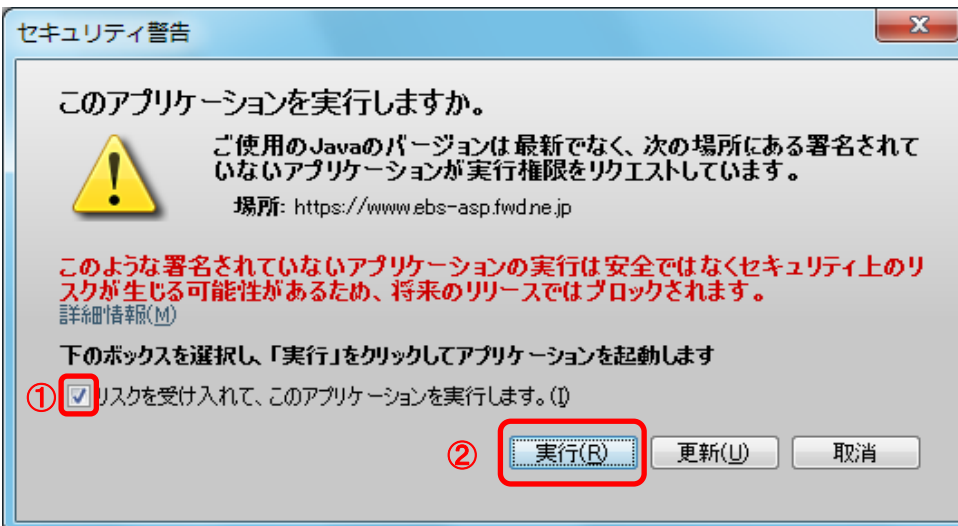 セキュリティ警告
このアプリケーションを実行しますか。
ご使用のJavaのバージョンは最新でなく、次の場所にある署名されて
いないアプリケーションが実行権限をリクエストしています。
場所: https://www.ebs-asp.fwd.ne.jp
このような署名されていないアプリケーションの実行は安全ではなくセキュリティ上のリ
スクが生じる可能性があるため、将来のリリースではブロックされます。
詳細情報(M)
下のボックスを選択し、「実行」をクリックしてアプリケーションを起動します
① リスクを受け入れて、このアプリケーションを実行します。(I)
② 実行(R) 更新(U) 取消